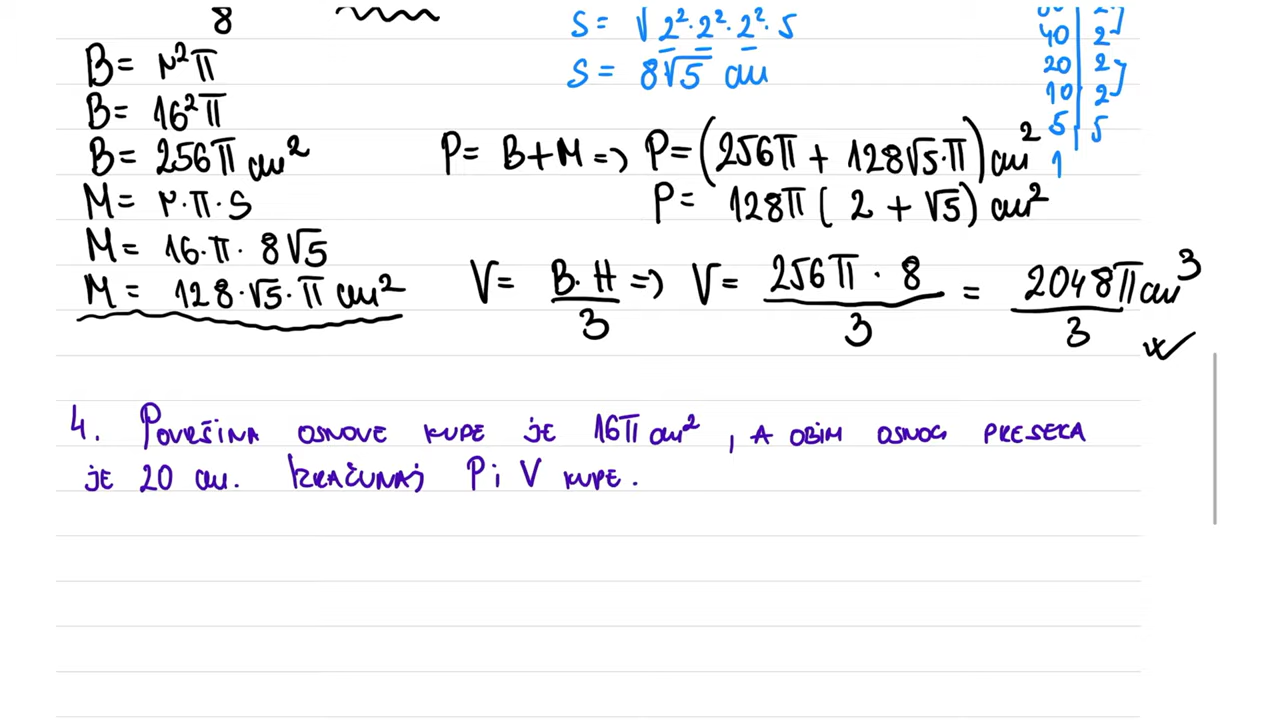 8
S = √2²·2²·2²·5
S = 8√5 cm
40 | 2
20 | 2
10 | 2
5 | 5
1
B = r²π
B = 16²π
B = 256π cm²
M = r·π·s
M = 16·π·8√5
M = 128·√5·π cm²
P = B+M => P = (256π + 128√5·π) cm²
P = 128π (2 + √5) cm²
V = B·H/3 => V = 256π·8/3 = 2048π cm³/3
4. Površina osnove kupe je 16π cm², a obim osnog preseka
je 20 cm. Izračunaj P i V kupe.